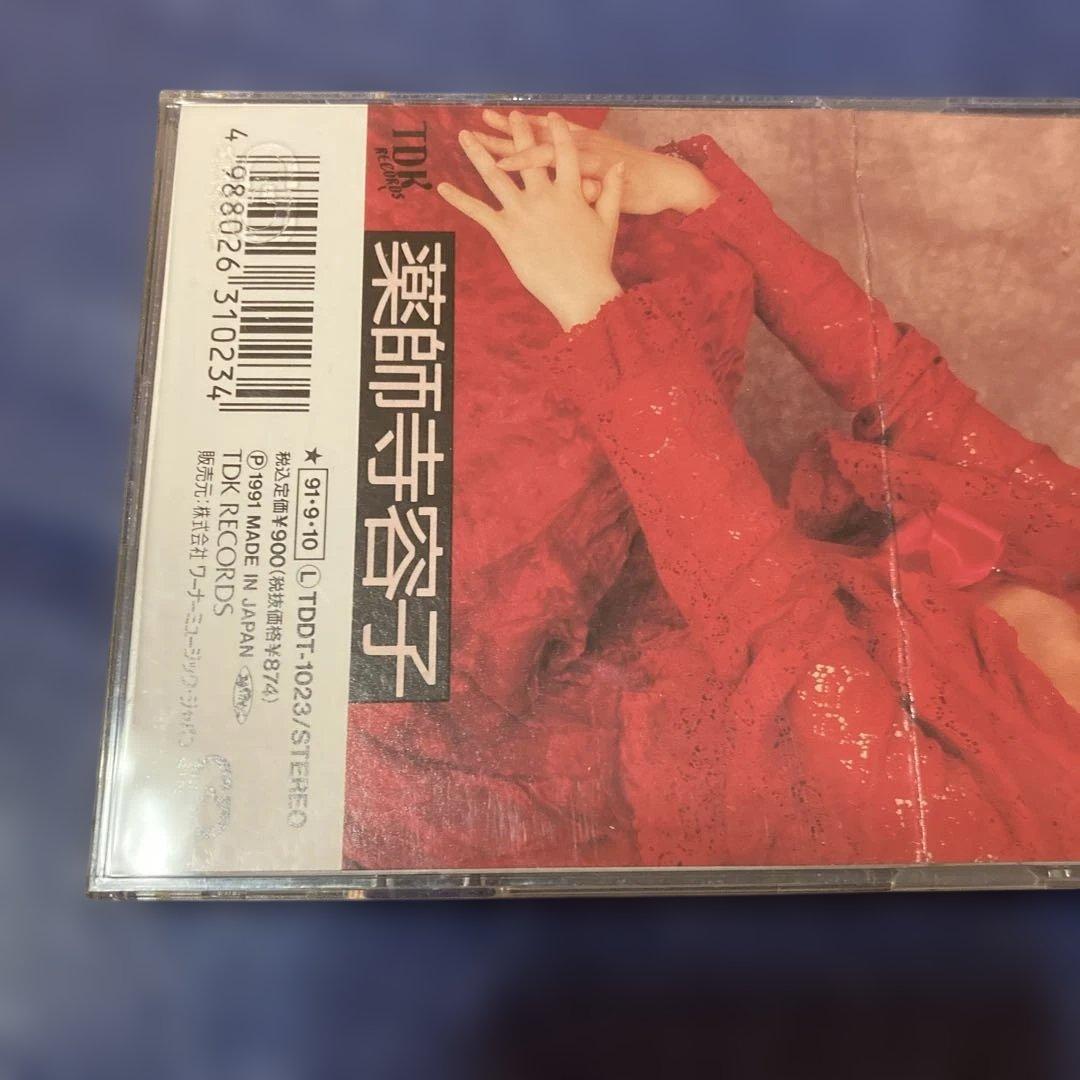 TDK
RECORDS
薬師寺容子
4 988026 310234
★ 91・9・10 Ⓛ TDDT-1023/STEREO
税込定価¥900(税抜価格¥874)
Ⓟ1991 MADE IN JAPAN
TDK RECORDS
販売元:株式会社 ワーナーミュージック・ジャパン